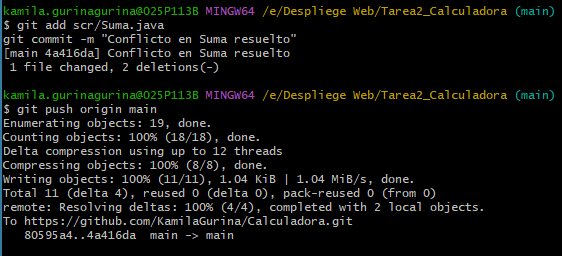 kamila.gurinagurina@O25P113B MINGW64 /e/Despliege Web/Tarea2_Calculadora (main)
$ git add scr/Suma.java
git commit -m "Conflicto en Suma resuelto"
[main 4a416da] Conflicto en Suma resuelto
 1 file changed, 2 deletions(-)

kamila.gurinagurina@O25P113B MINGW64 /e/Despliege Web/Tarea2_Calculadora (main)
$ git push origin main
Enumerating objects: 19, done.
Counting objects: 100% (18/18), done.
Delta compression using up to 12 threads
Compressing objects: 100% (8/8), done.
Writing objects: 100% (11/11), 1.04 KiB | 1.04 MiB/s, done.
Total 11 (delta 4), reused 0 (delta 0), pack-reused 0 (from 0)
remote: Resolving deltas: 100% (4/4), completed with 2 local objects.
To https://github.com/KamilaGurina/Calculadora.git
   80595a4..4a416da  main -> main